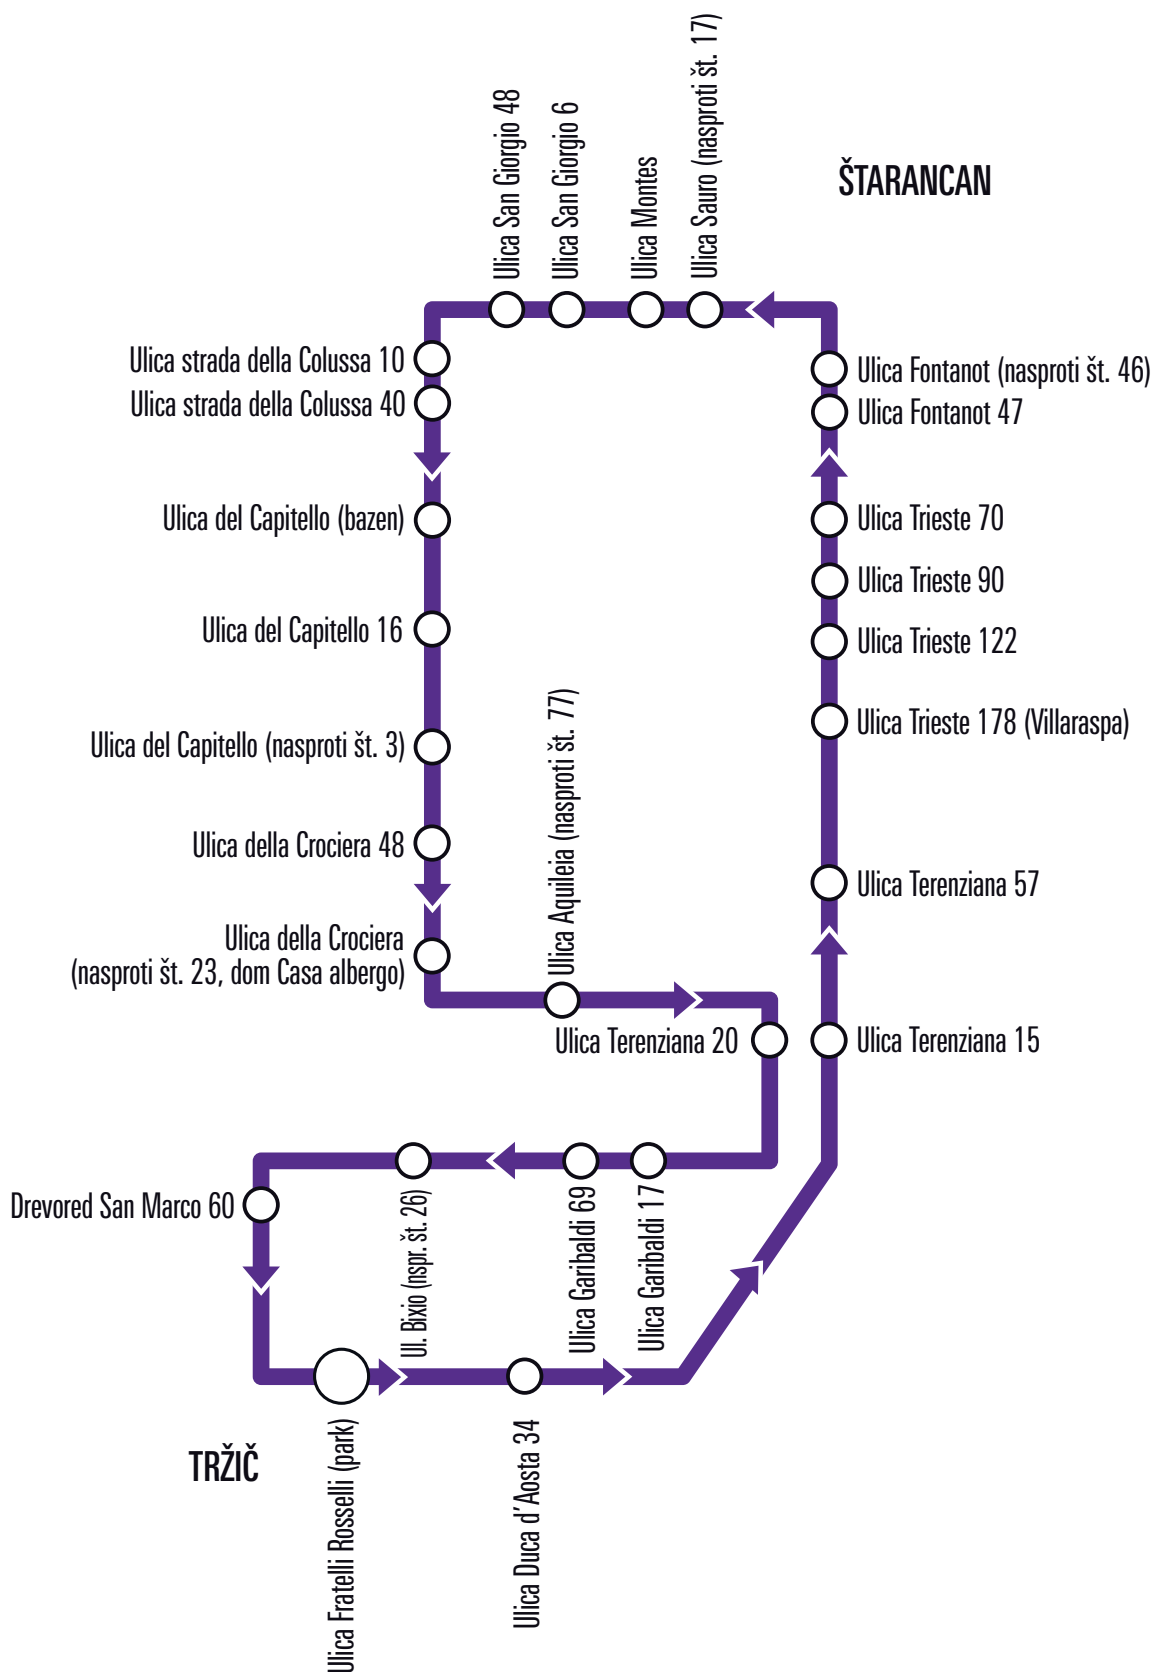 Ulica San Giorgio 48
Ulica San Giorgio 6
Ulica Montes
Ulica Sauro (nasproti št. 17)
ŠTARANCAN
Ulica strada della Colussa 10
Ulica Fontanot (nasproti št. 46)
Ulica strada della Colussa 40
Ulica Fontanot 47
Ulica del Capitello (bazen)
Ulica Trieste 70
Ulica Trieste 90
Ulica del Capitello 16
Ulica Trieste 122
Ulica Trieste 178 (Villaraspa)
Ulica del Capitello (nasproti št. 3)
Ulica della Crociera 48
Ulica Aquileia (nasproti št. 77)
Ulica Terenziana 57
Ulica della Crociera
(nasproti št. 23, dom Casa albergo)
Ulica Terenziana 20
Ulica Terenziana 15
Drevored San Marco 60
Ul. Bixio (nspr. št. 26)
Ulica Garibaldi 69
Ulica Garibaldi 17
TRŽIČ
Ulica Fratelli Rosselli (park)
Ulica Duca d'Aosta 34